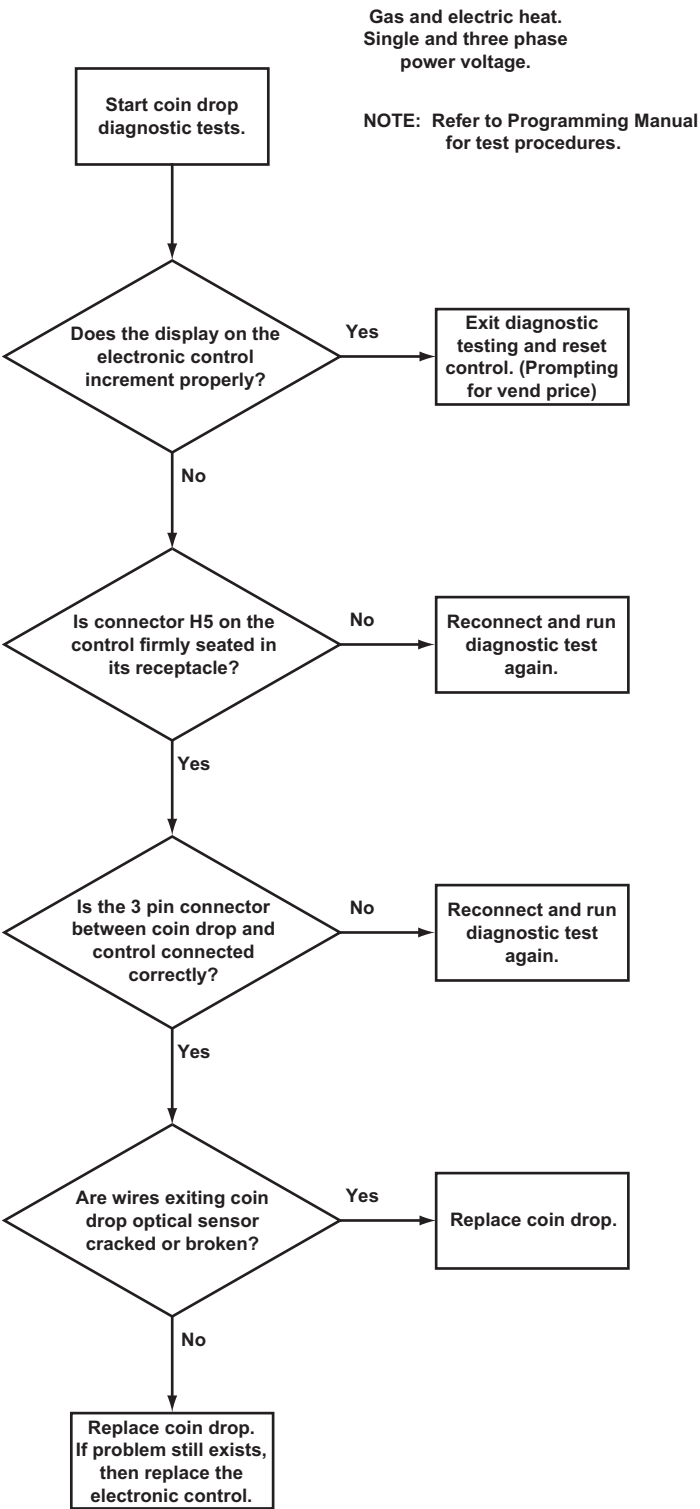 Gas and electric heat.
Single and three phase
power voltage.
NOTE: Refer to Programming Manual
for test procedures.
Start coin drop
diagnostic tests.
Does the display on the
electronic control
increment properly?
Yes
Exit diagnostic
testing and reset
control. (Prompting
for vend price)
No
Is connector H5 on the
control firmly seated in
its receptacle?
No
Reconnect and run
diagnostic test
again.
Yes
Is the 3 pin connector
between coin drop and
control connected
correctly?
No
Reconnect and run
diagnostic test
again.
Yes
Are wires exiting coin
drop optical sensor
cracked or broken?
Yes
Replace coin drop.
No
Replace coin drop.
If problem still exists,
then replace the
electronic control.